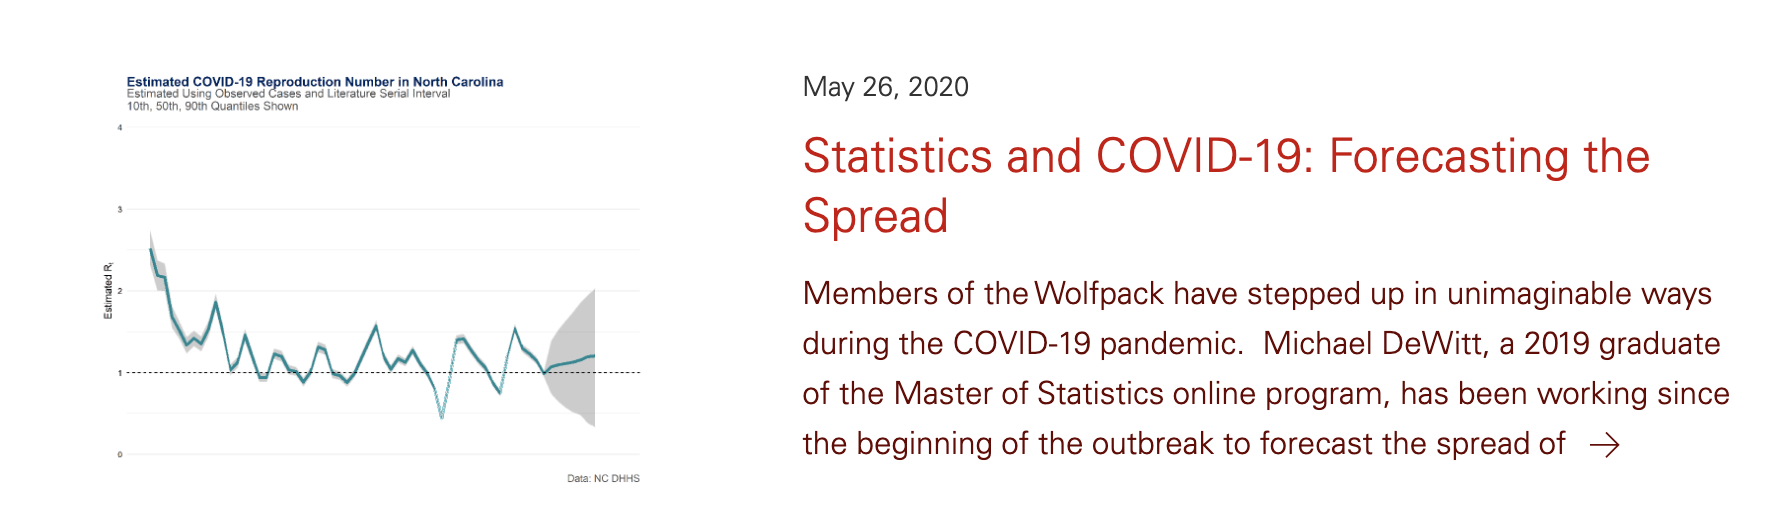 Estimated COVID-19 Reproduction Number in North Carolina
Estimated Using Observed Cases and Literature Serial Interval
10th, 50th, 90th Quantiles Shown
4
3
2
1
0
Estimated Rt
Data: NC DHHS
May 26, 2020
Statistics and COVID-19: Forecasting the
Spread
Members of the Wolfpack have stepped up in unimaginable ways
during the COVID-19 pandemic.  Michael DeWitt, a 2019 graduate
of the Master of Statistics online program, has been working since
the beginning of the outbreak to forecast the spread of →